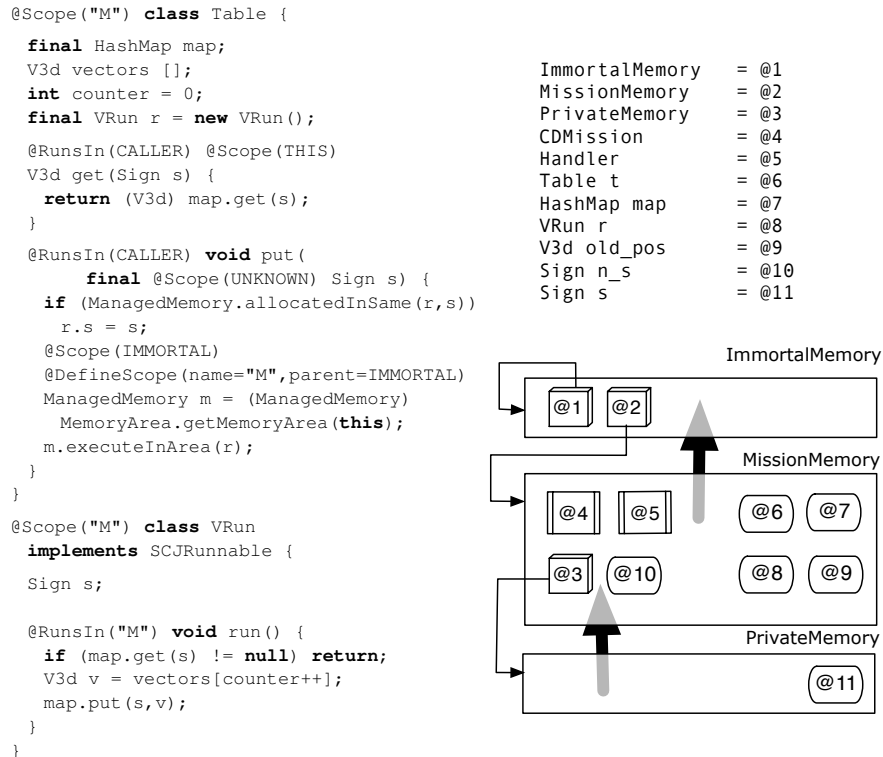 @Scope("M") class Table {
final HashMap map;
V3d vectors [];
int counter = 0;
final VRun r = new VRun();
@RunsIn(CALLER) @Scope(THIS)
V3d get(Sign s) {
return (V3d) map.get(s);
}
@RunsIn(CALLER) void put(
final @Scope(UNKNOWN) Sign s) {
if (ManagedMemory.allocatedInSame(r,s))
r.s = s;
@Scope(IMMORTAL)
@DefineScope(name="M",parent=IMMORTAL)
ManagedMemory m = (ManagedMemory)
MemoryArea.getMemoryArea(this);
m.executeInArea(r);
}
}
@Scope("M") class VRun
implements SCJRunnable {
Sign s;
@RunsIn("M") void run() {
if (map.get(s) != null) return;
V3d v = vectors[counter++];
map.put(s,v);
}
}
ImmortalMemory = @1
MissionMemory = @2
PrivateMemory = @3
CDMission = @4
Handler = @5
Table t = @6
HashMap map = @7
VRun r = @8
V3d old_pos = @9
Sign n_s = @10
Sign s = @11
ImmortalMemory
@1 @2
MissionMemory
@4 @5 @6 @7
@3 @10 @8 @9
PrivateMemory
@11